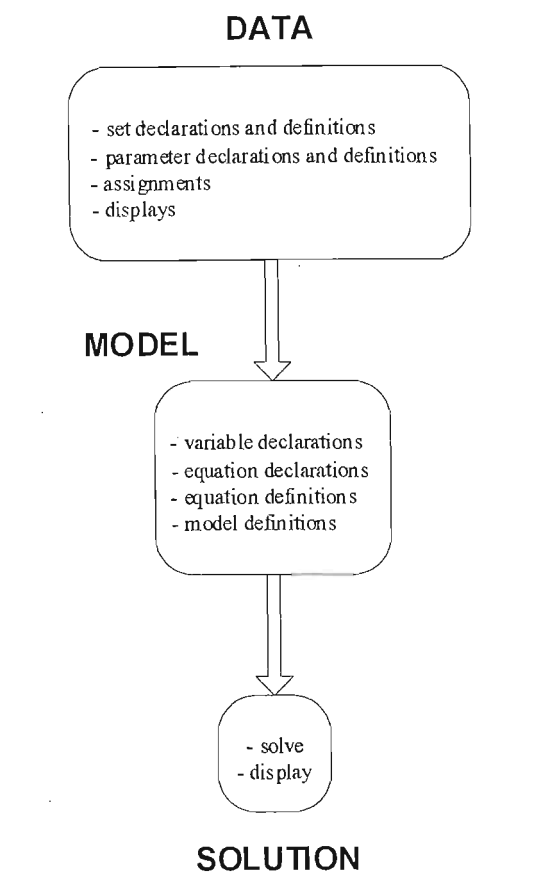 DATA
- set declarations and definitions
- parameter declarations and definitions
- assignments
- displays
MODEL
- variable declarations
- equation declarations
- equation definitions
- model definitions
- solve
- display
SOLUTION